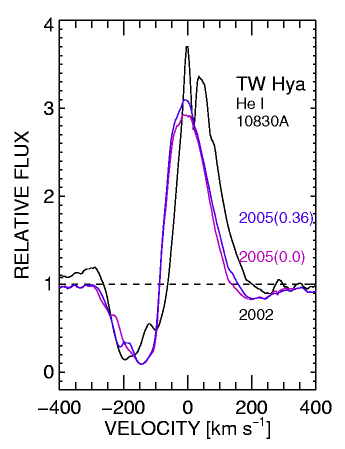 4
TW Hya
He I
10830A
3
RELATIVE FLUX
2
2005(0.36)
2005(0.0)
1
2002
0
−400 −200 0 200 400
VELOCITY [km s−1]